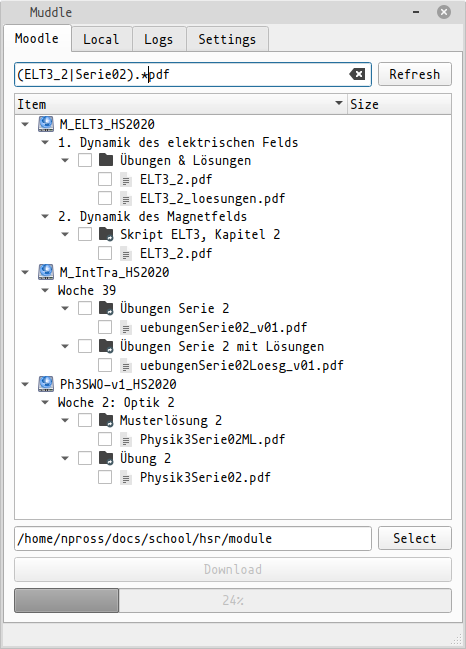 Muddle
Moodle Local Logs Settings
(ELT3_2|Serie02).*pdf Refresh
Item Size
M_ELT3_HS2020
1. Dynamik des elektrischen Felds
Übungen & Lösungen
ELT3_2.pdf
ELT3_2_loesungen.pdf
2. Dynamik des Magnetfelds
Skript ELT3, Kapitel 2
ELT3_2.pdf
M_IntTra_HS2020
Woche 39
Übungen Serie 2
uebungenSerie02_v01.pdf
Übungen Serie 2 mit Lösungen
uebungenSerie02Loesg_v01.pdf
Ph3SWO-v1_HS2020
Woche 2: Optik 2
Musterlösung 2
Physik3Serie02ML.pdf
Übung 2
Physik3Serie02.pdf
/home/npross/docs/school/hsr/module Select
Download
24%